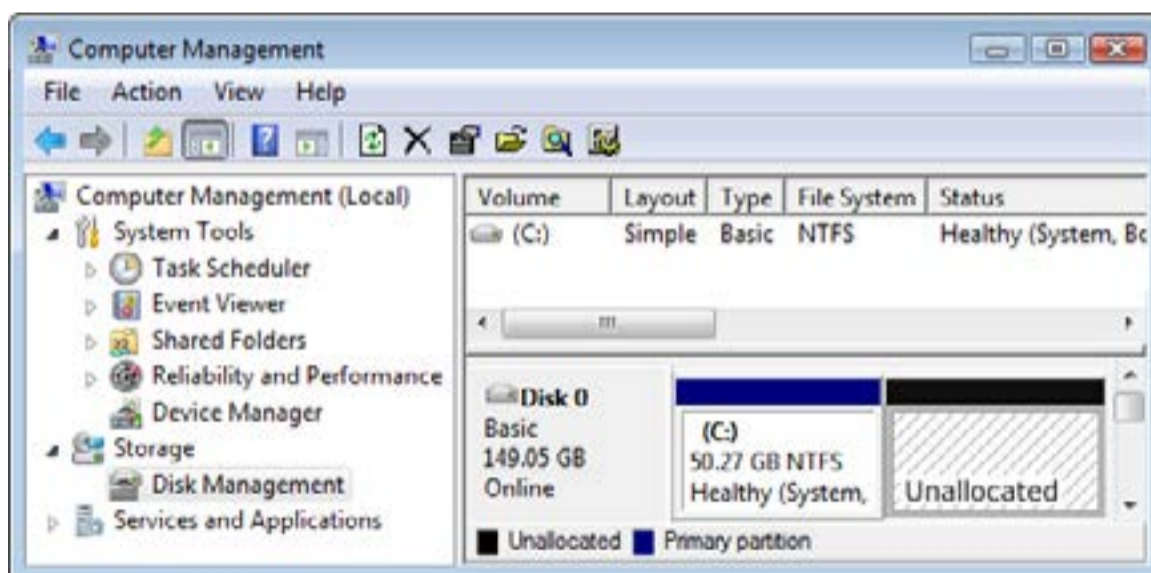 Computer Management
File Action View Help
Computer Management (Local)
System Tools
Task Scheduler
Event Viewer
Shared Folders
Reliability and Performance
Device Manager
Storage
Disk Management
Services and Applications
Volume Layout Type File System Status
(C:) Simple Basic NTFS Healthy (System, Bo
Disk 0
Basic
149.05 GB
Online
(C:)
50.27 GB NTFS
Healthy (System,
Unallocated
Unallocated Primary partition